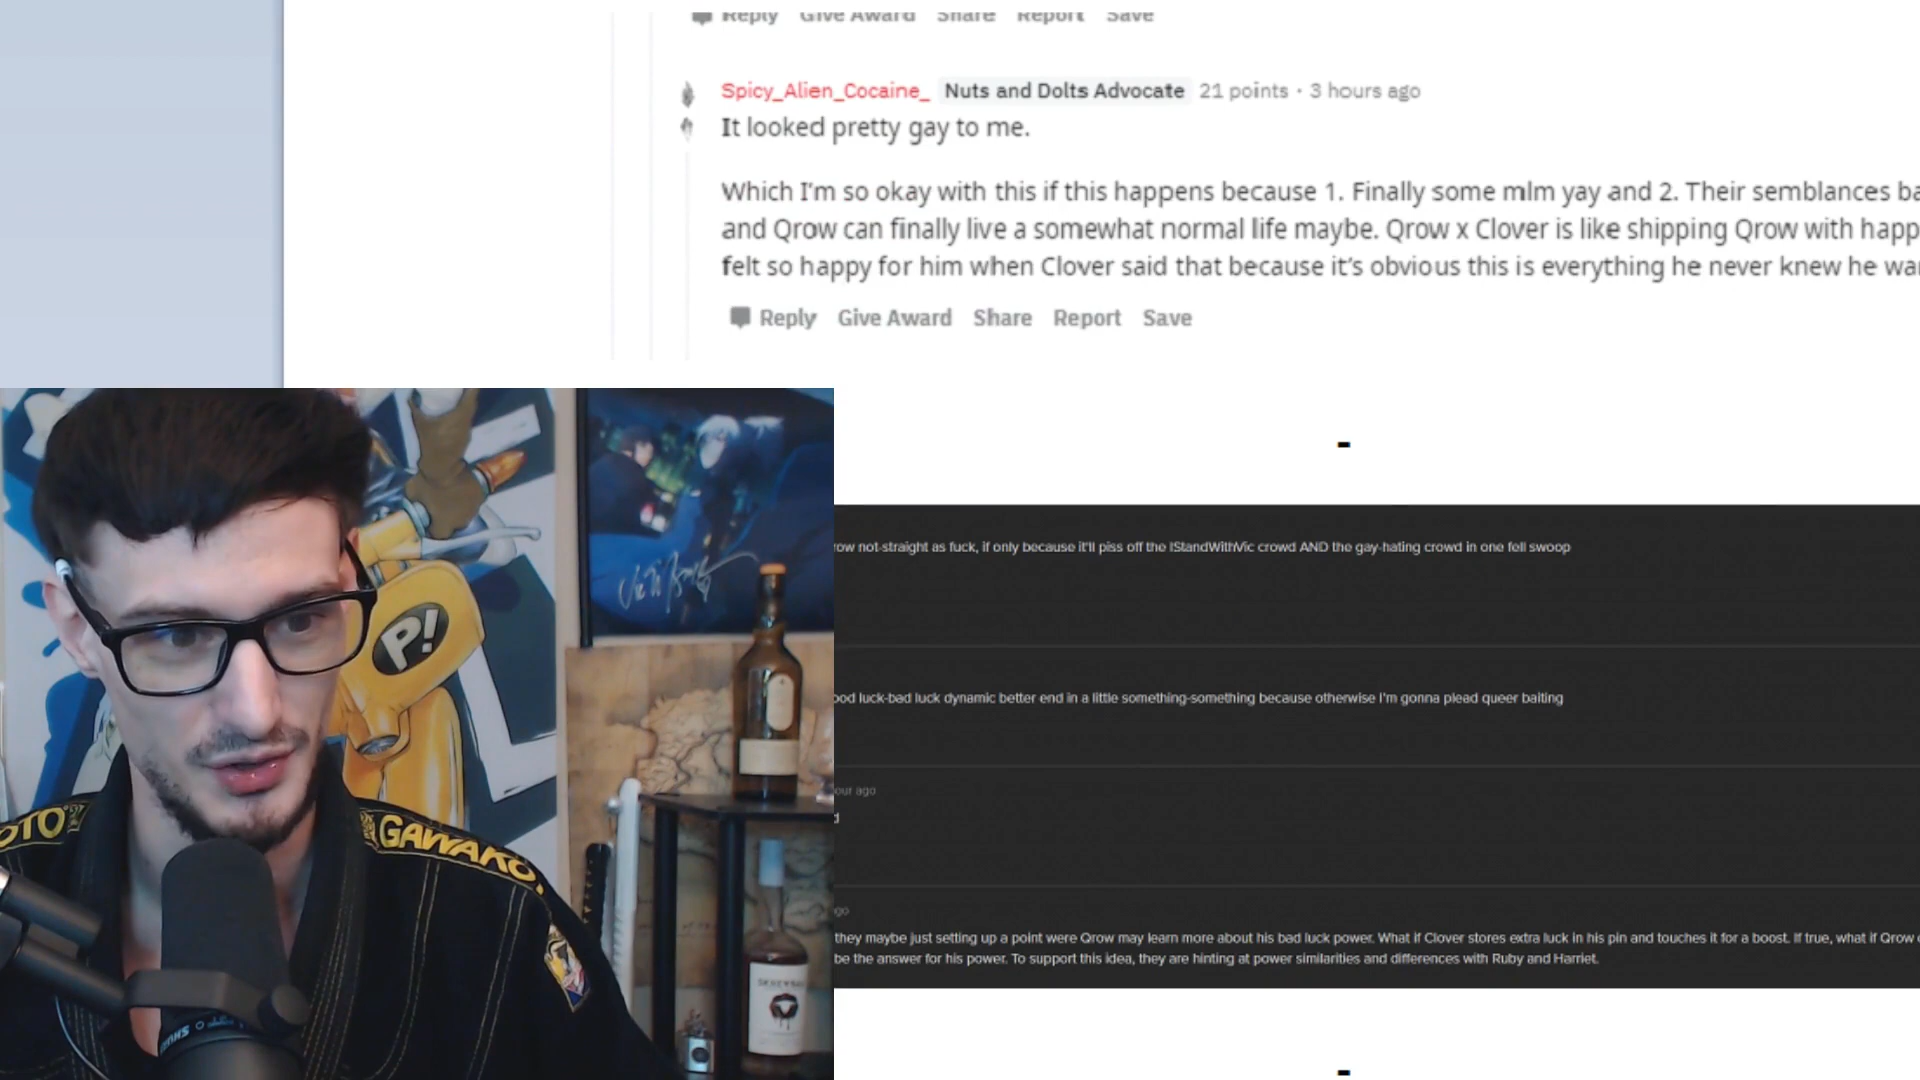 Reply Give Award Share Report Save
Spicy_Alien_Cocaine_ Nuts and Dolts Advocate 21 points · 3 hours ago
It looked pretty gay to me.
Which I'm so okay with this if this happens because 1. Finally some mlm yay and 2. Their semblances ba
and Qrow can finally live a somewhat normal life maybe. Qrow x Clover is like shipping Qrow with happ
felt so happy for him when Clover said that because it's obvious this is everything he never knew he wa
Reply Give Award Share Report Save
-
row not-straight as fuck, if only because it'll piss off the IStandWithVic crowd AND the gay-hating crowd in one fell swoop
ood luck-bad luck dynamic better end in a little something-something because otherwise I'm gonna plead queer baiting
our ago
d
go
they maybe just setting up a point were Qrow may learn more about his bad luck power. What if Clover stores extra luck in his pin and touches it for a boost. If true, what if Qrow
be the answer for his power. To support this idea, they are hinting at power similarities and differences with Ruby and Harriet.
-
P!
OTO
GAWAKO